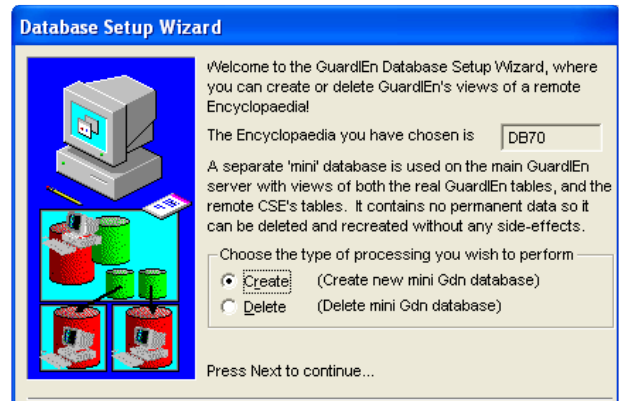 Database Setup Wizard
Welcome to the GuardIEn Database Setup Wizard, where
you can create or delete GuardIEn's views of a remote
Encyclopaedia!
The Encyclopaedia you have chosen is DB70
A separate 'mini' database is used on the main GuardIEn
server with views of both the real GuardIEn tables, and the
remote CSE's tables. It contains no permanent data so it
can be deleted and recreated without any side-effects.
Choose the type of processing you wish to perform
Create (Create new mini Gdn database)
Delete (Delete mini Gdn database)
Press Next to continue...